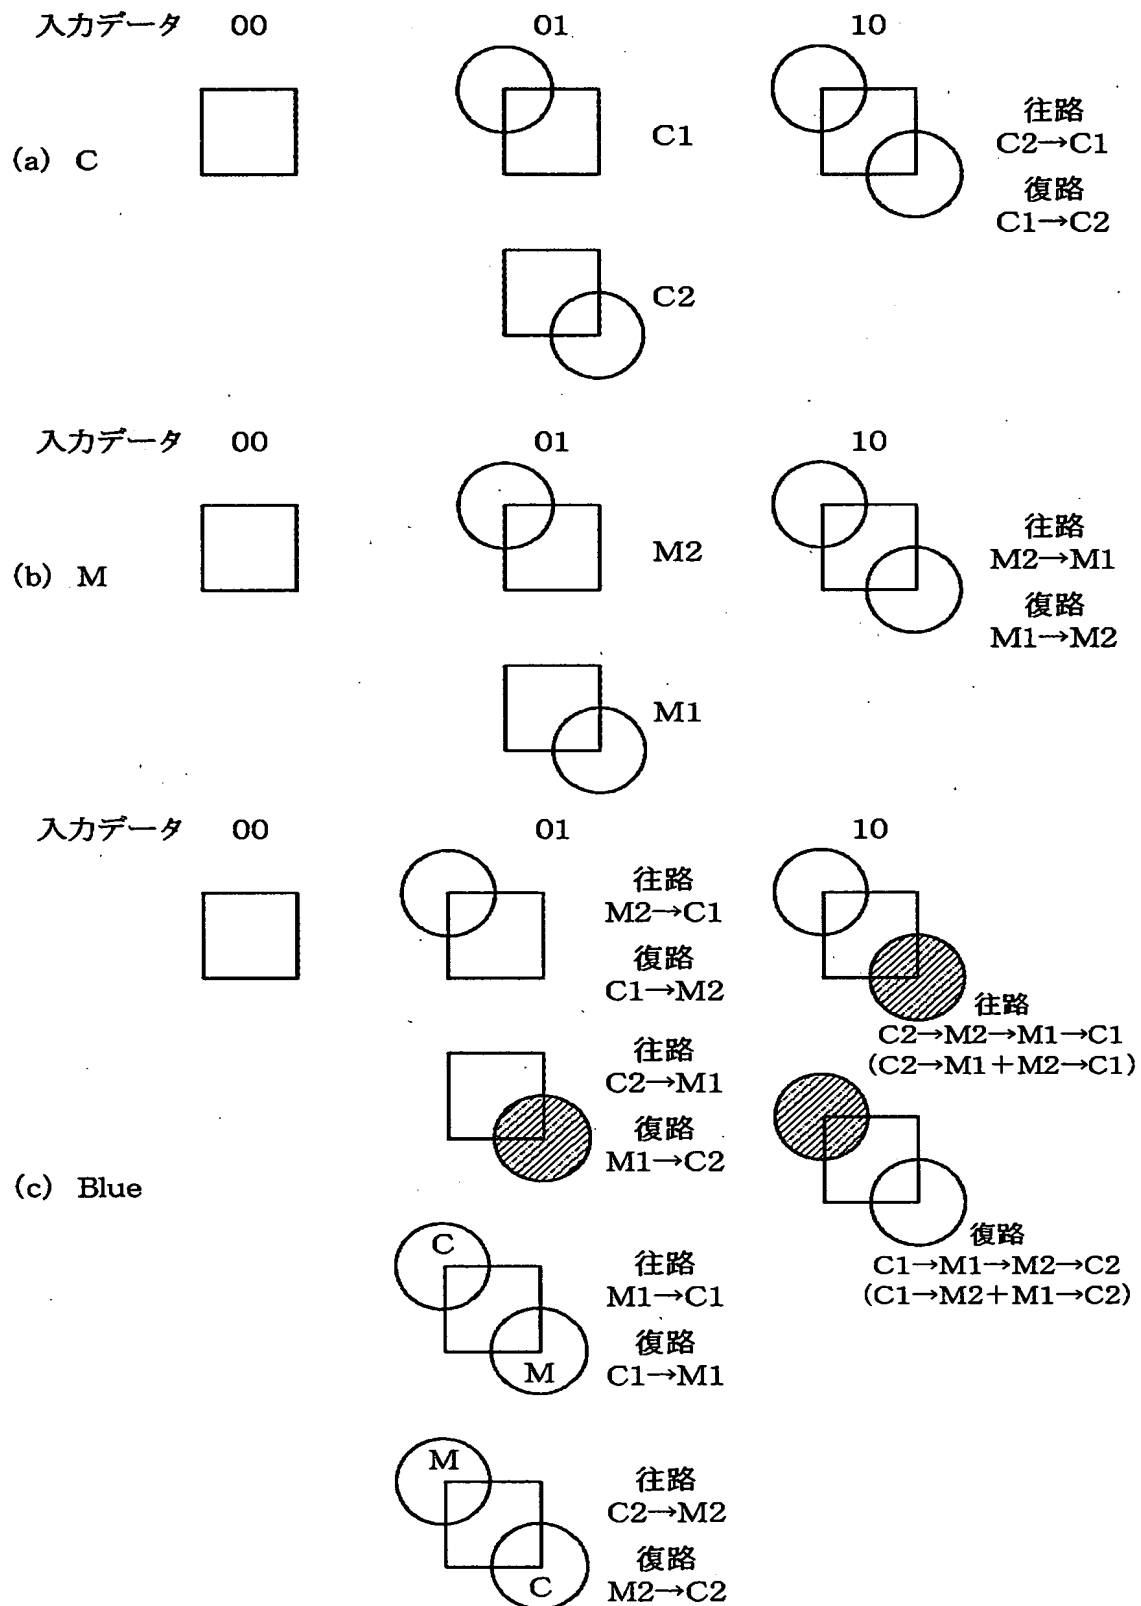 入力データ 00 01 10
(a) C
C1
C2
往路
C2→C1
復路
C1→C2
入力データ 00 01 10
(b) M
M2
M1
往路
M2→M1
復路
M1→M2
入力データ 00 01 10
(c) Blue
往路
M2→C1
復路
C1→M2
往路
C2→M1
復路
M1→C2
C
M
往路
M1→C1
復路
C1→M1
M
C
往路
C2→M2
復路
M2→C2
往路
C2→M2→M1→C1
(C2→M1+M2→C1)
復路
C1→M1→M2→C2
(C1→M2+M1→C2)